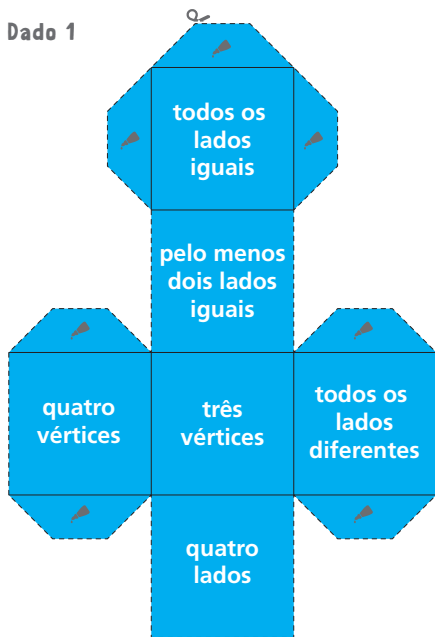 Dado 1
todos os
lados
iguais
pelo menos
dois lados
iguais
quatro
vértices
três
vértices
todos os
lados
diferentes
quatro
lados